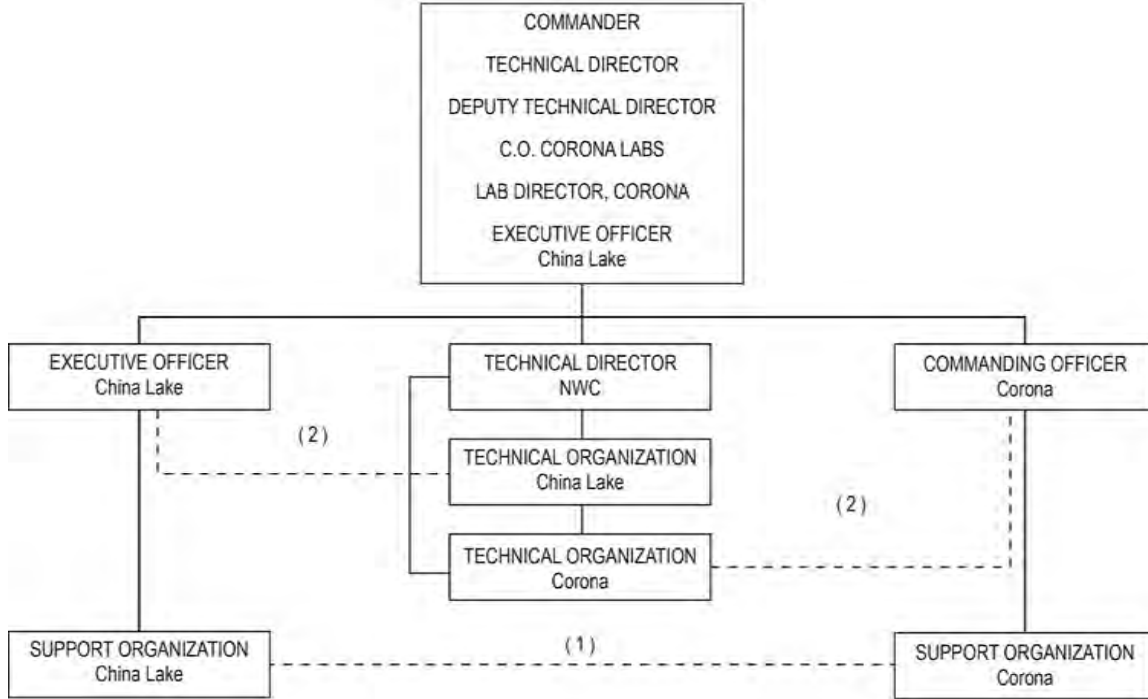 COMMANDER
TECHNICAL DIRECTOR
DEPUTY TECHNICAL DIRECTOR
C.O. CORONA LABS
LAB DIRECTOR, CORONA
EXECUTIVE OFFICER
China Lake
EXECUTIVE OFFICER
China Lake
TECHNICAL DIRECTOR
NWC
COMMANDING OFFICER
Corona
(2)
TECHNICAL ORGANIZATION
China Lake
(2)
TECHNICAL ORGANIZATION
Corona
SUPPORT ORGANIZATION
China Lake
(1)
SUPPORT ORGANIZATION
Corona